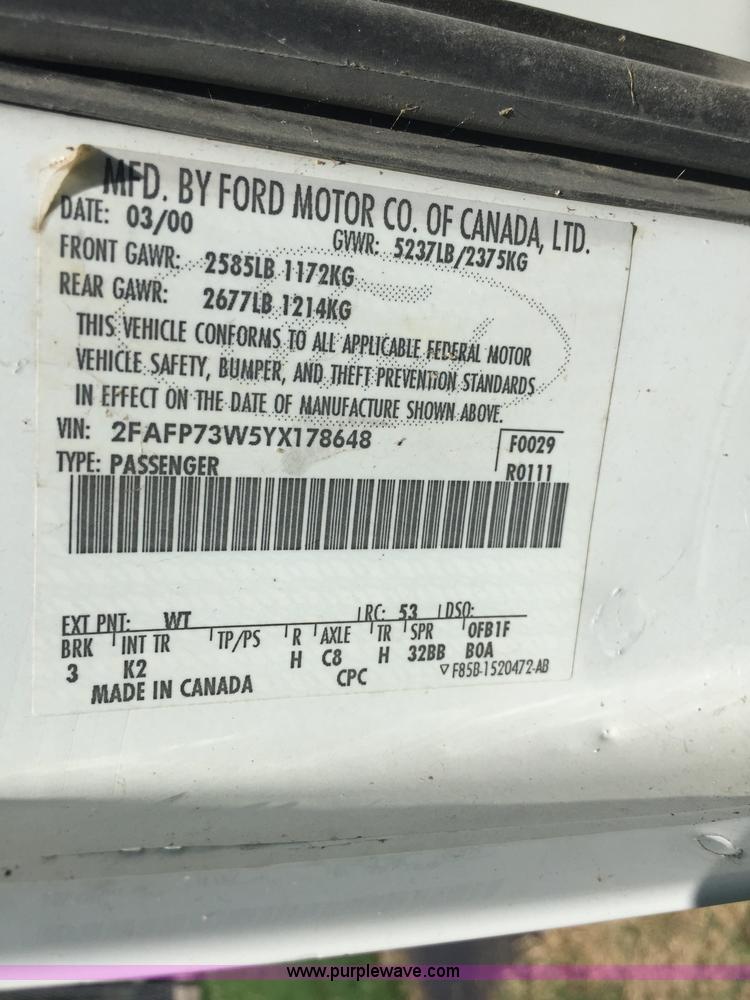 MFD. BY FORD MOTOR CO. OF CANADA, LTD.
DATE: 03/00 GVWR: 5237LB/2375KG
FRONT GAWR: 2585LB 1172KG
REAR GAWR: 2677LB 1214KG
THIS VEHICLE CONFORMS TO ALL APPLICABLE FEDERAL MOTOR
VEHICLE SAFETY, BUMPER, AND THEFT PREVENTION STANDARDS
IN EFFECT ON THE DATE OF MANUFACTURE SHOWN ABOVE.
VIN: 2FAFP73W5YX178648 F0029
TYPE: PASSENGER R0111
EXT PNT: WT RC: 53 DSO:
BRK INT TR TP/PS R AXLE TR SPR OFB1F
3 K2 H C8 H 32BB BOA
MADE IN CANADA CPC ▽F85B-1520472-AB
www.purplewave.com